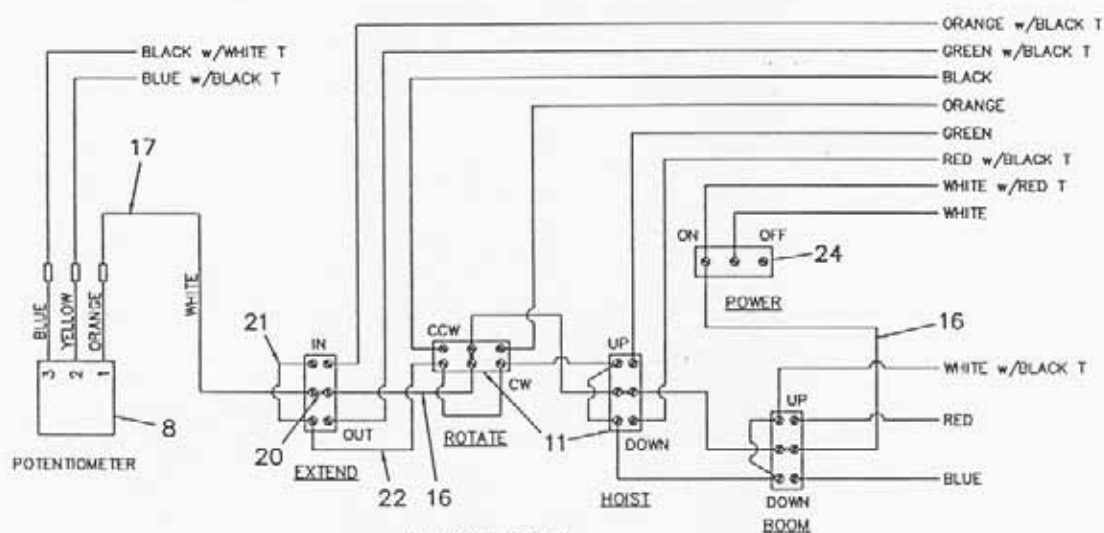 ORANGE w/BLACK T
BLACK w/WHITE T
GREEN w/BLACK T
BLUE w/BLACK T
BLACK
ORANGE
17
GREEN
RED w/BLACK T
WHITE w/RED T
WHITE
ON
OFF
24
POWER
WHITE
BLUE
YELLOW
ORANGE
21
CCW
16
IN
UP
3
2
1
CW
WHITE w/BLACK T
UP
8
OUT
ROTATE
11
DOWN
RED
POTENTIOMETER
20
EXTEND
22
16
HOIST
BLUE
DOWN
BOOM